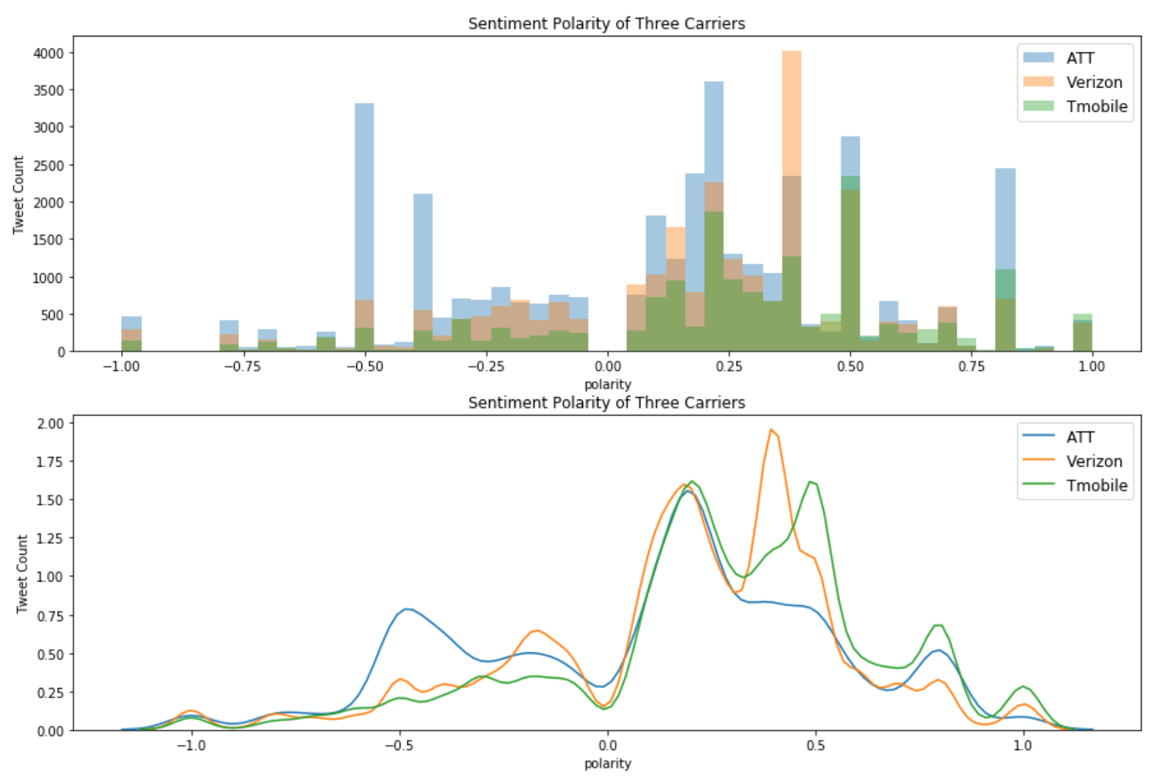 Sentiment Polarity of Three Carriers
4000
3500
3000
2500
2000
1500
1000
500
0
Tweet Count
ATT
Verizon
Tmobile
−1.00 −0.75 −0.50 −0.25 0.00 0.25 0.50 0.75 1.00
polarity
Sentiment Polarity of Three Carriers
2.00
1.75
1.50
1.25
1.00
0.75
0.50
0.25
0.00
Tweet Count
ATT
Verizon
Tmobile
−1.0 −0.5 0.0 0.5 1.0
polarity